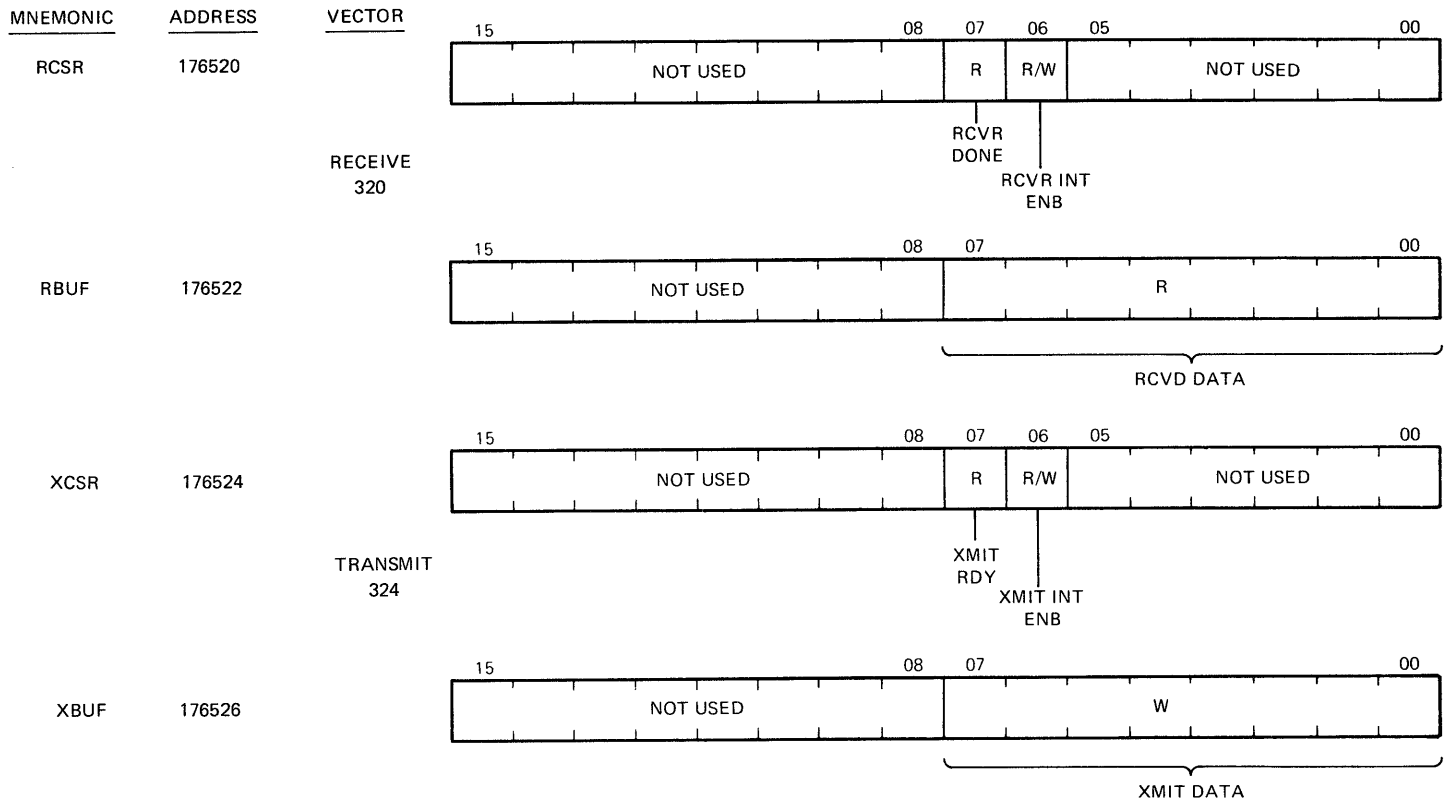 MNEMONIC ADDRESS VECTOR
15 08 07 06 05 00
RCSR 176520 NOT USED R R/W NOT USED
RCVR
DONE
RCVR INT
ENB
RECEIVE
320
15 08 07 00
RBUF 176522 NOT USED R
RCVD DATA
15 08 07 06 05 00
XCSR 176524 NOT USED R R/W NOT USED
XMIT
RDY
XMIT INT
ENB
TRANSMIT
324
15 08 07 00
XBUF 176526 NOT USED W
XMIT DATA